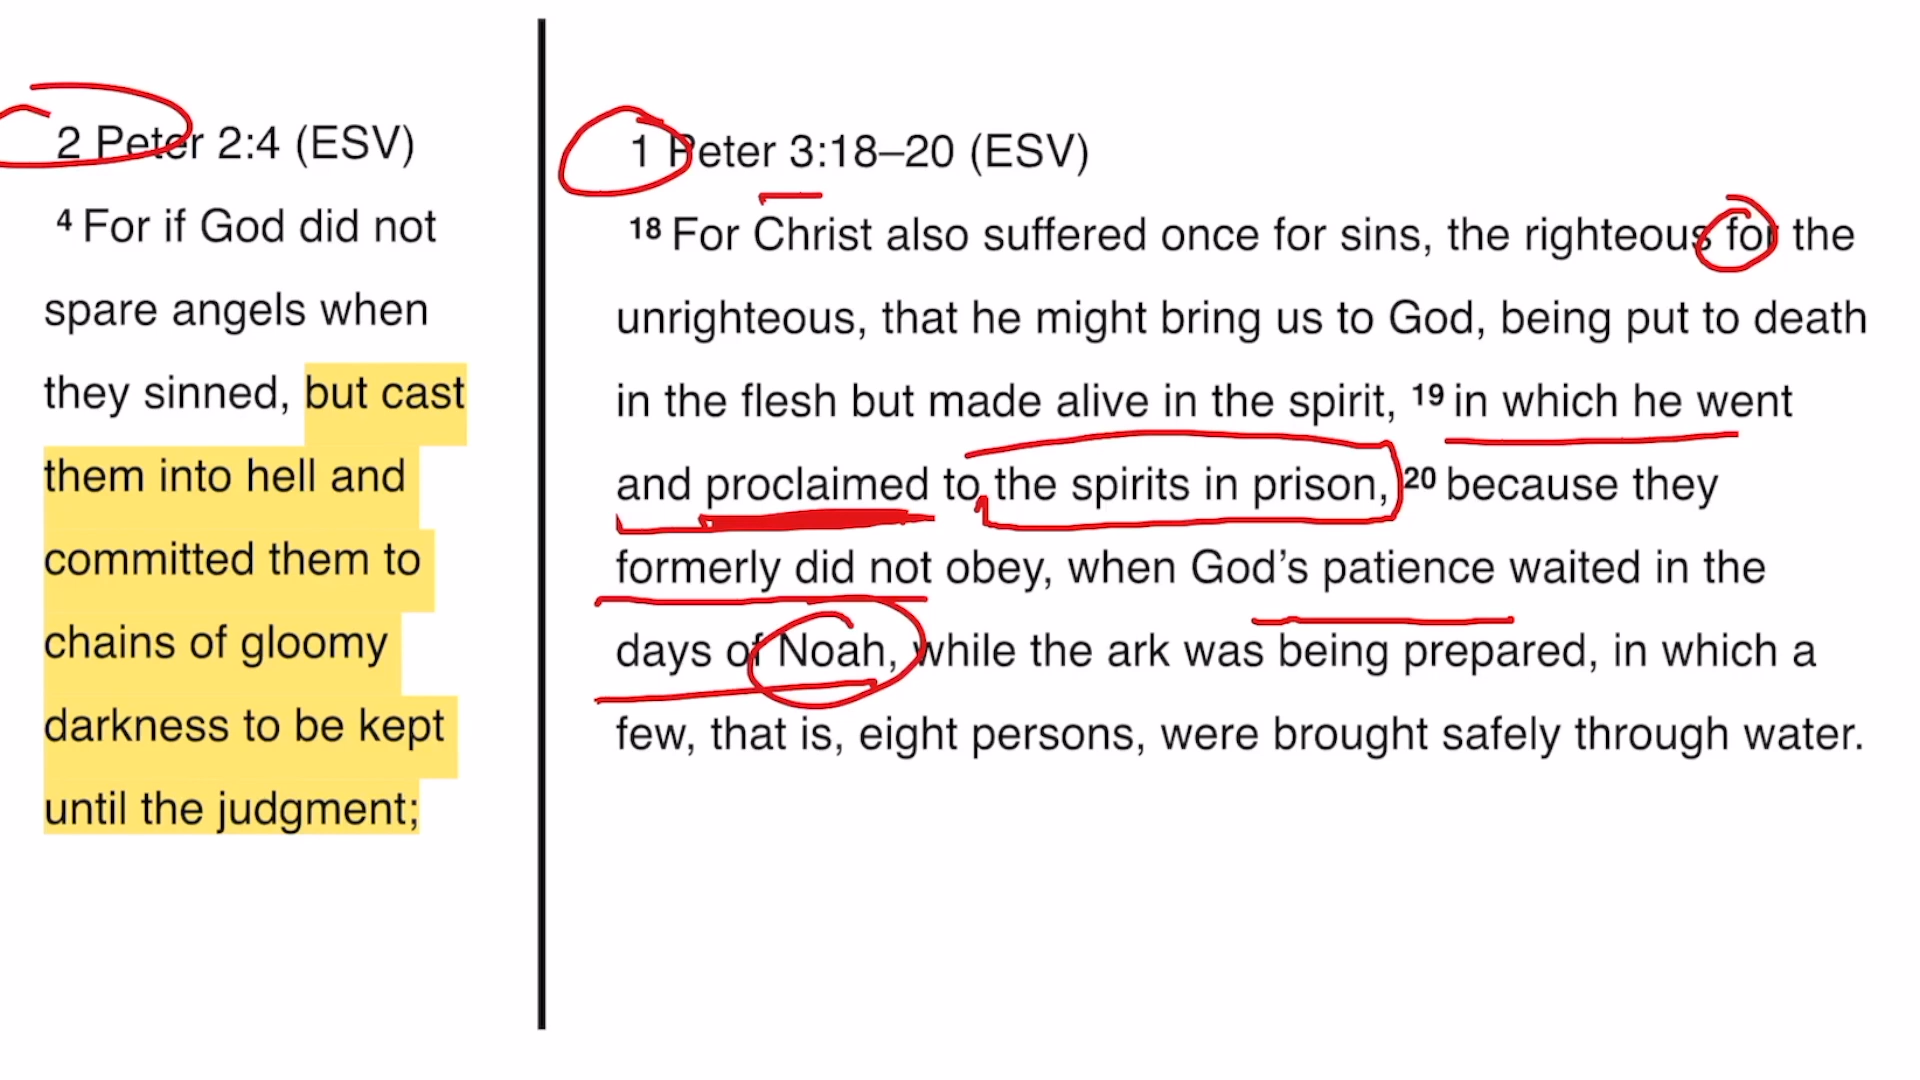 2 Peter 2:4 (ESV)
4 For if God did not
spare angels when
they sinned, but cast
them into hell and
committed them to
chains of gloomy
darkness to be kept
until the judgment;
1 Peter 3:18–20 (ESV)
18 For Christ also suffered once for sins, the righteous for the
unrighteous, that he might bring us to God, being put to death
in the flesh but made alive in the spirit, 19 in which he went
and proclaimed to the spirits in prison, 20 because they
formerly did not obey, when God’s patience waited in the
days of Noah, while the ark was being prepared, in which a
few, that is, eight persons, were brought safely through water.